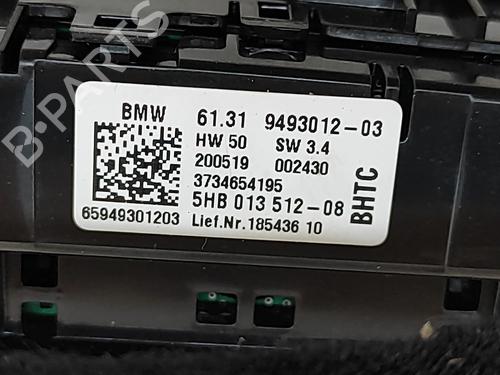 BMW 61.31 9493012-03
HW 50 SW 3.4
200519 002430
3734654195
5HB 013 512-08
65949301203 Lief.Nr.185436 10
BHTC
B-PARTS